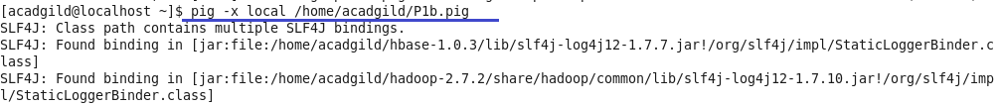 [acadgild@localhost ~]$ pig -x local /home/acadgild/P1b.pig
SLF4J: Class path contains multiple SLF4J bindings.
SLF4J: Found binding in [jar:file:/home/acadgild/hbase-1.0.3/lib/slf4j-log4j12-1.7.7.jar!/org/slf4j/impl/StaticLoggerBinder.c
lass]
SLF4J: Found binding in [jar:file:/home/acadgild/hadoop-2.7.2/share/hadoop/common/lib/slf4j-log4j12-1.7.10.jar!/org/slf4j/imp
l/StaticLoggerBinder.class]